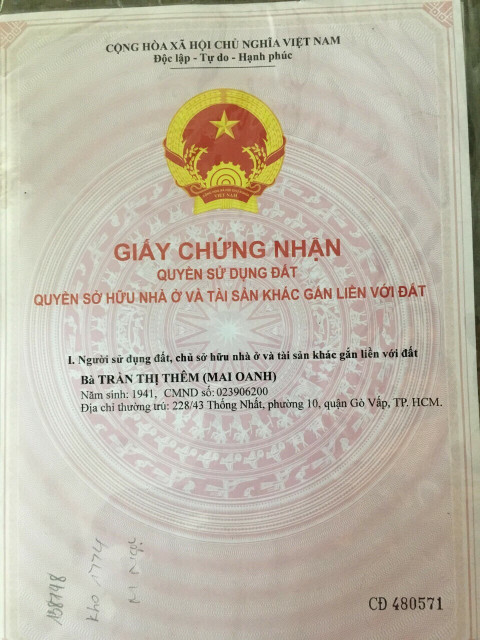 CỘNG HÒA XÃ HỘI CHỦ NGHĨA VIỆT NAM
Độc lập - Tự do - Hạnh phúc
VIỆT NAM
GIẤY CHỨNG NHẬN
QUYỀN SỬ DỤNG ĐẤT
QUYỀN SỞ HỮU NHÀ Ở VÀ TÀI SẢN KHÁC GẮN LIỀN VỚI ĐẤT
I. Người sử dụng đất, chủ sở hữu nhà ở và tài sản khác gắn liền với đất
Bà TRẦN THỊ THÊM (MAI OANH)
Năm sinh: 1941, CMND số: 023906200
Địa chỉ thường trú: 228/43 Thống Nhất, phường 10, quận Gò Vấp, TP. HCM.
Kho 1774
CĐ 480571